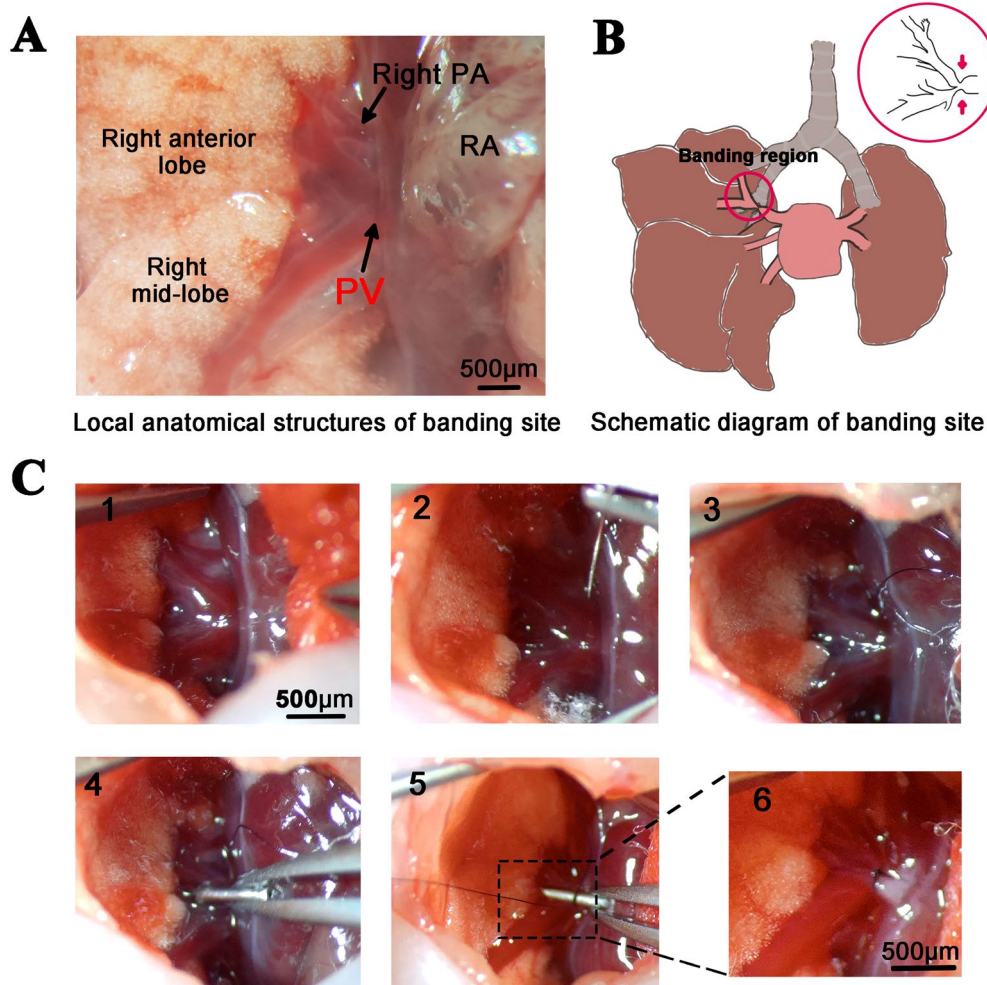 A
Right PA
Right anterior
lobe
RA
Right
mid-lobe
PV
500µm
Local anatomical structures of banding site
B
Banding region
Schematic diagram of banding site
C
1
500µm
2
3
4
5
6
500µm